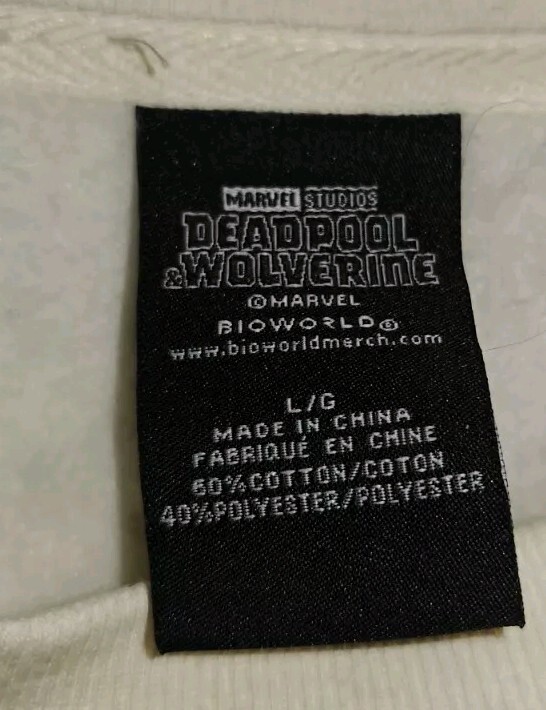 MARVEL STUDIOS
DEADPOOL
&WOLVERINE
©MARVEL
BIOWORLD®
www.bioworldmerch.com
L/G
MADE IN CHINA
FABRIQUÉ EN CHINE
60%COTTON/COTON
40%POLYESTER/POLYESTER